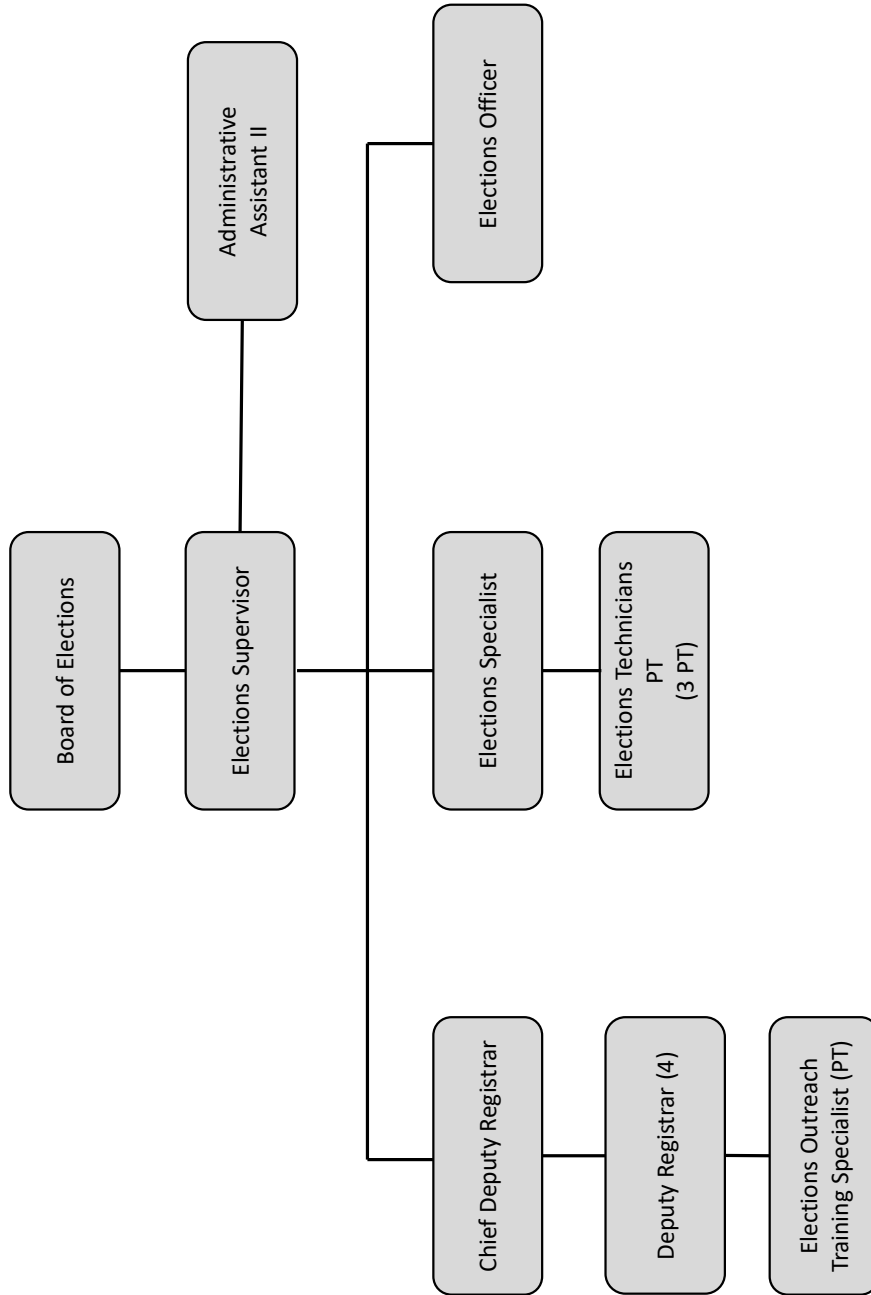 Board of Elections
Elections Supervisor
Administrative
Assistant II
Chief Deputy Registrar
Elections Specialist
Elections Officer
Deputy Registrar (4)
Elections Technicians
PT
(3 PT)
Elections Outreach
Training Specialist (PT)